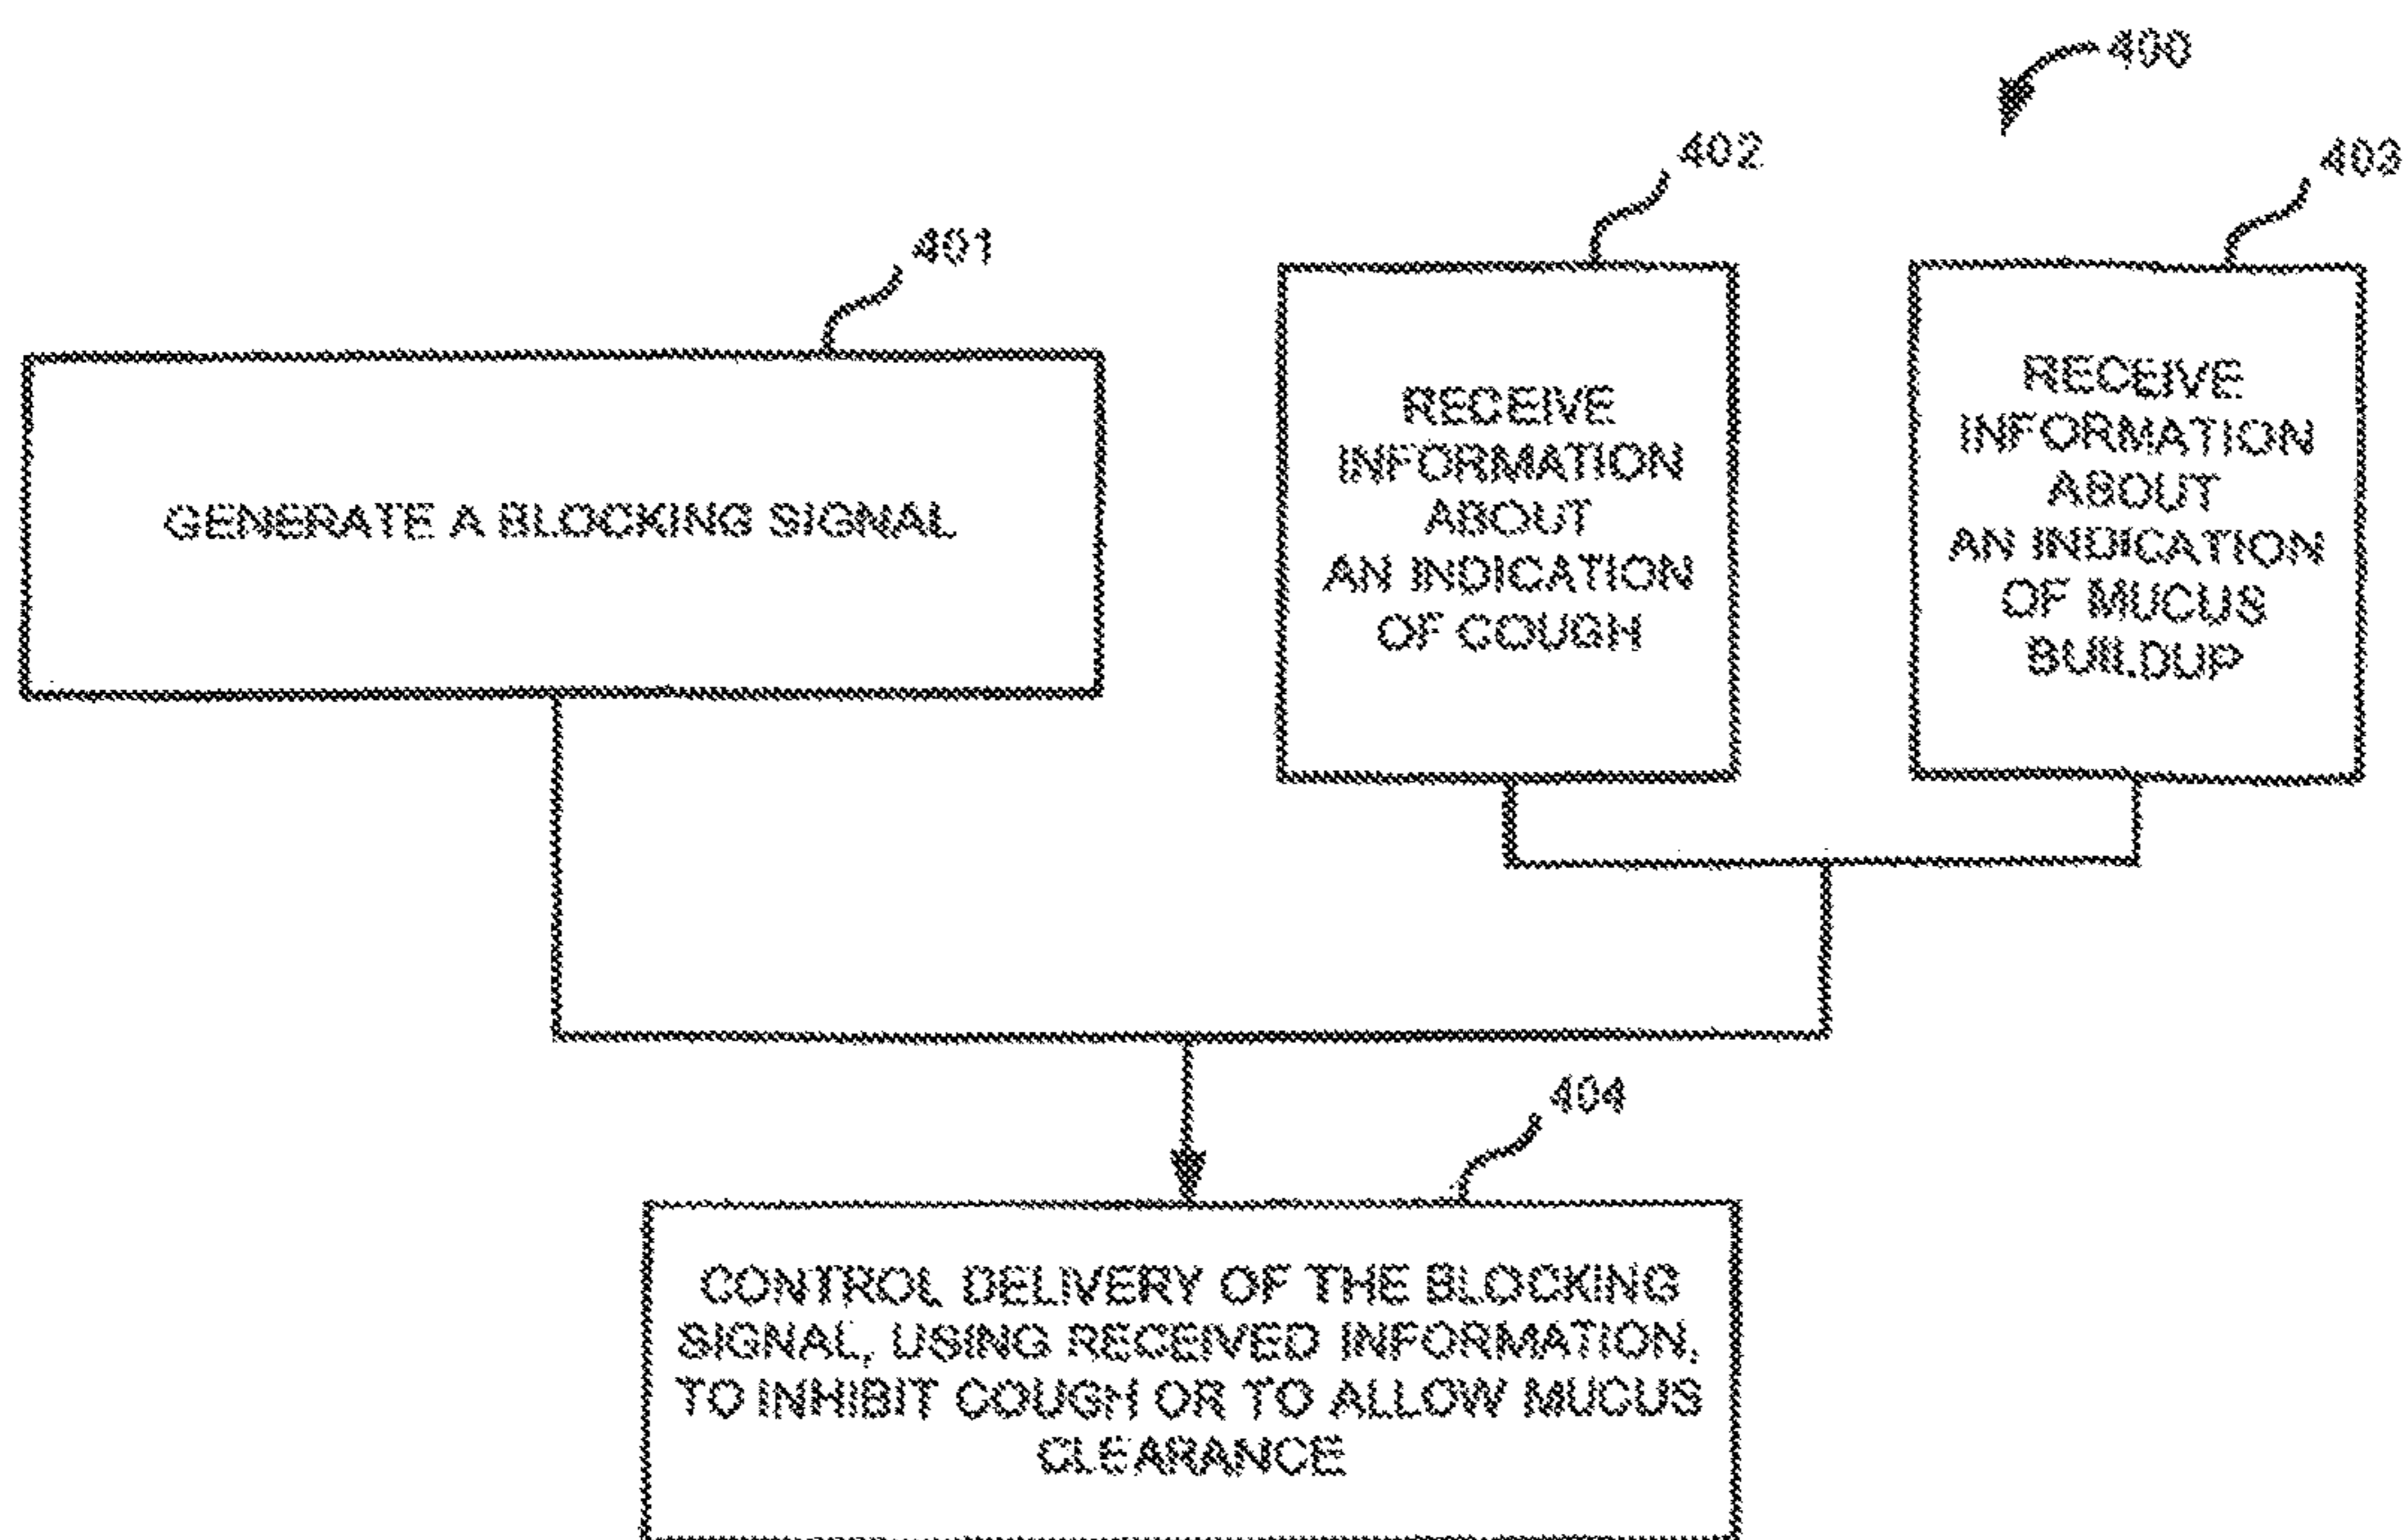 400
402
403
401
GENERATE A BLOCKING SIGNAL
RECEIVE
INFORMATION
ABOUT
AN INDICATION
OF COUGH
RECEIVE
INFORMATION
ABOUT
AN INDICATION
OF MUCUS
BUILDUP
404
CONTROL DELIVERY OF THE BLOCKING
SIGNAL, USING RECEIVED INFORMATION,
TO INHIBIT COUGH OR TO ALLOW MUCUS
CLEARANCE